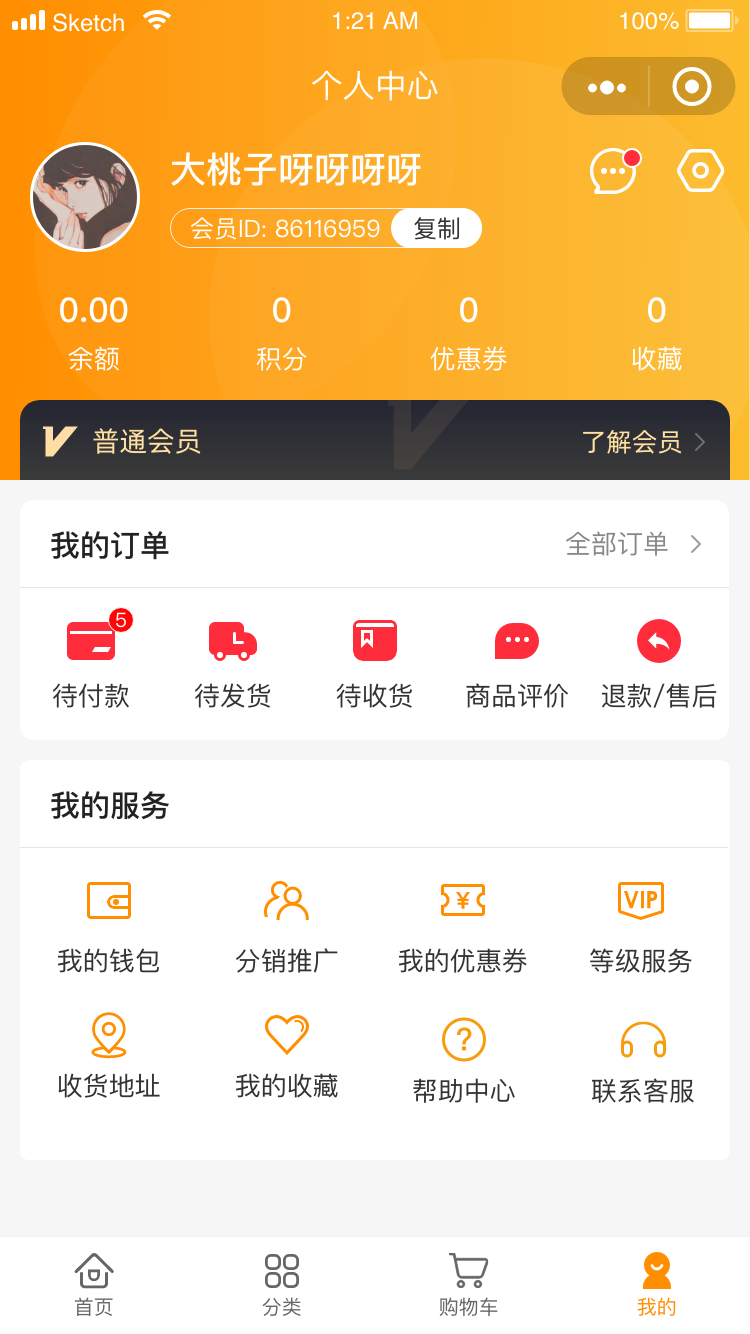 Sketch 1:21 AM 100%
个人中心
大桃子呀呀呀呀
会员ID: 86116959 复制
0.00 0 0 0
余额 积分 优惠券 收藏
V 普通会员 了解会员
我的订单 全部订单
5
待付款 待发货 待收货 商品评价 退款/售后
我的服务
¥ VIP
我的钱包 分销推广 我的优惠券 等级服务
?
收货地址 我的收藏 帮助中心 联系客服
首页 分类 购物车 我的